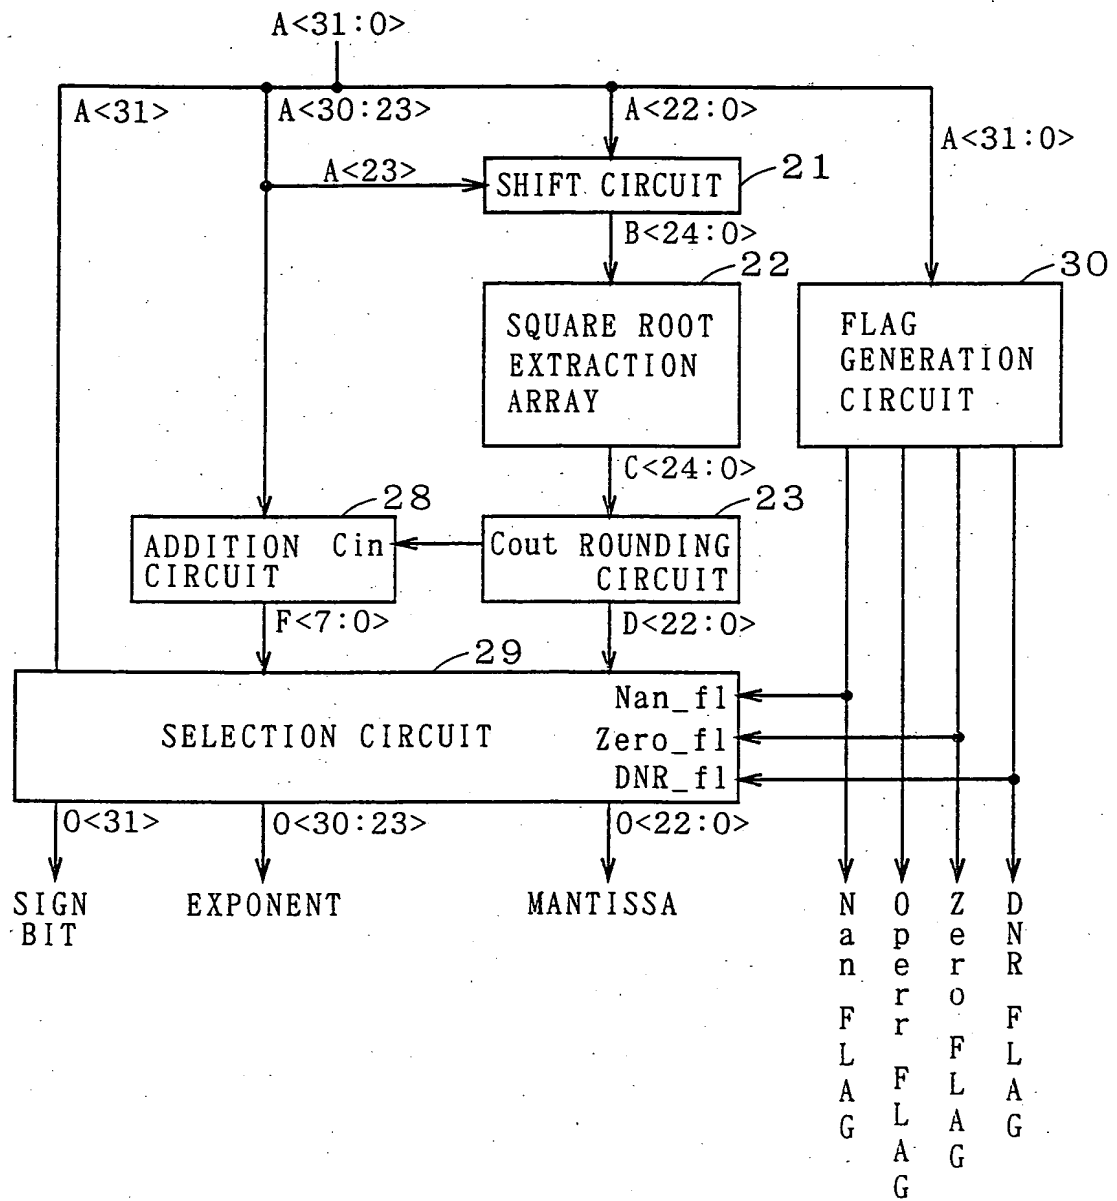 A<31:0>
A<31>
A<30:23>
A<22:0>
A<31:0>
A<23>
SHIFT CIRCUIT
21
B<24:0>
22
30
SQUARE ROOT
EXTRACTION
ARRAY
FLAG
GENERATION
CIRCUIT
C<24:0>
28
23
ADDITION Cin
CIRCUIT
Cout ROUNDING
CIRCUIT
F<7:0>
D<22:0>
29
SELECTION CIRCUIT
Nan_fl
Zero_fl
DNR_fl
O<31>
O<30:23>
O<22:0>
SIGN
BIT
EXPONENT
MANTISSA
Nan FLAG
Operr FLAG
Zero FLAG
DNR FLAG